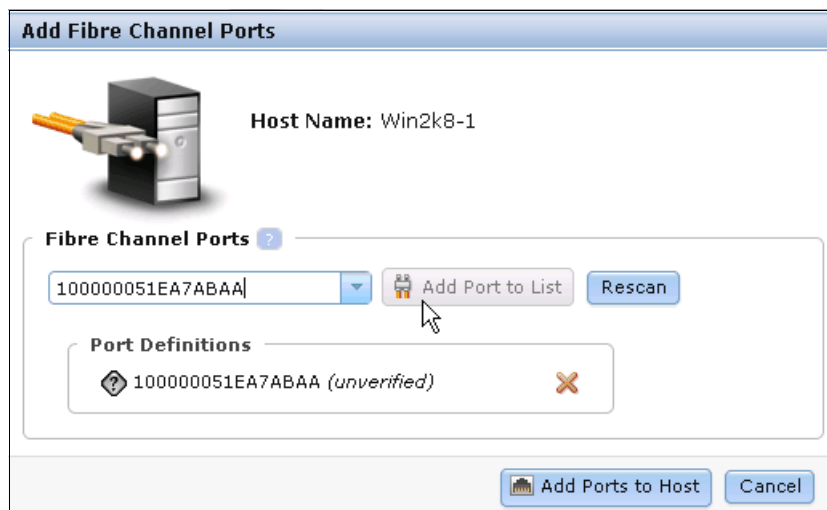 Add Fibre Channel Ports
Host Name: Win2k8-1
Fibre Channel Ports ?
100000051EA7ABAA Add Port to List Rescan
Port Definitions
? 100000051EA7ABAA (unverified)
Add Ports to Host Cancel